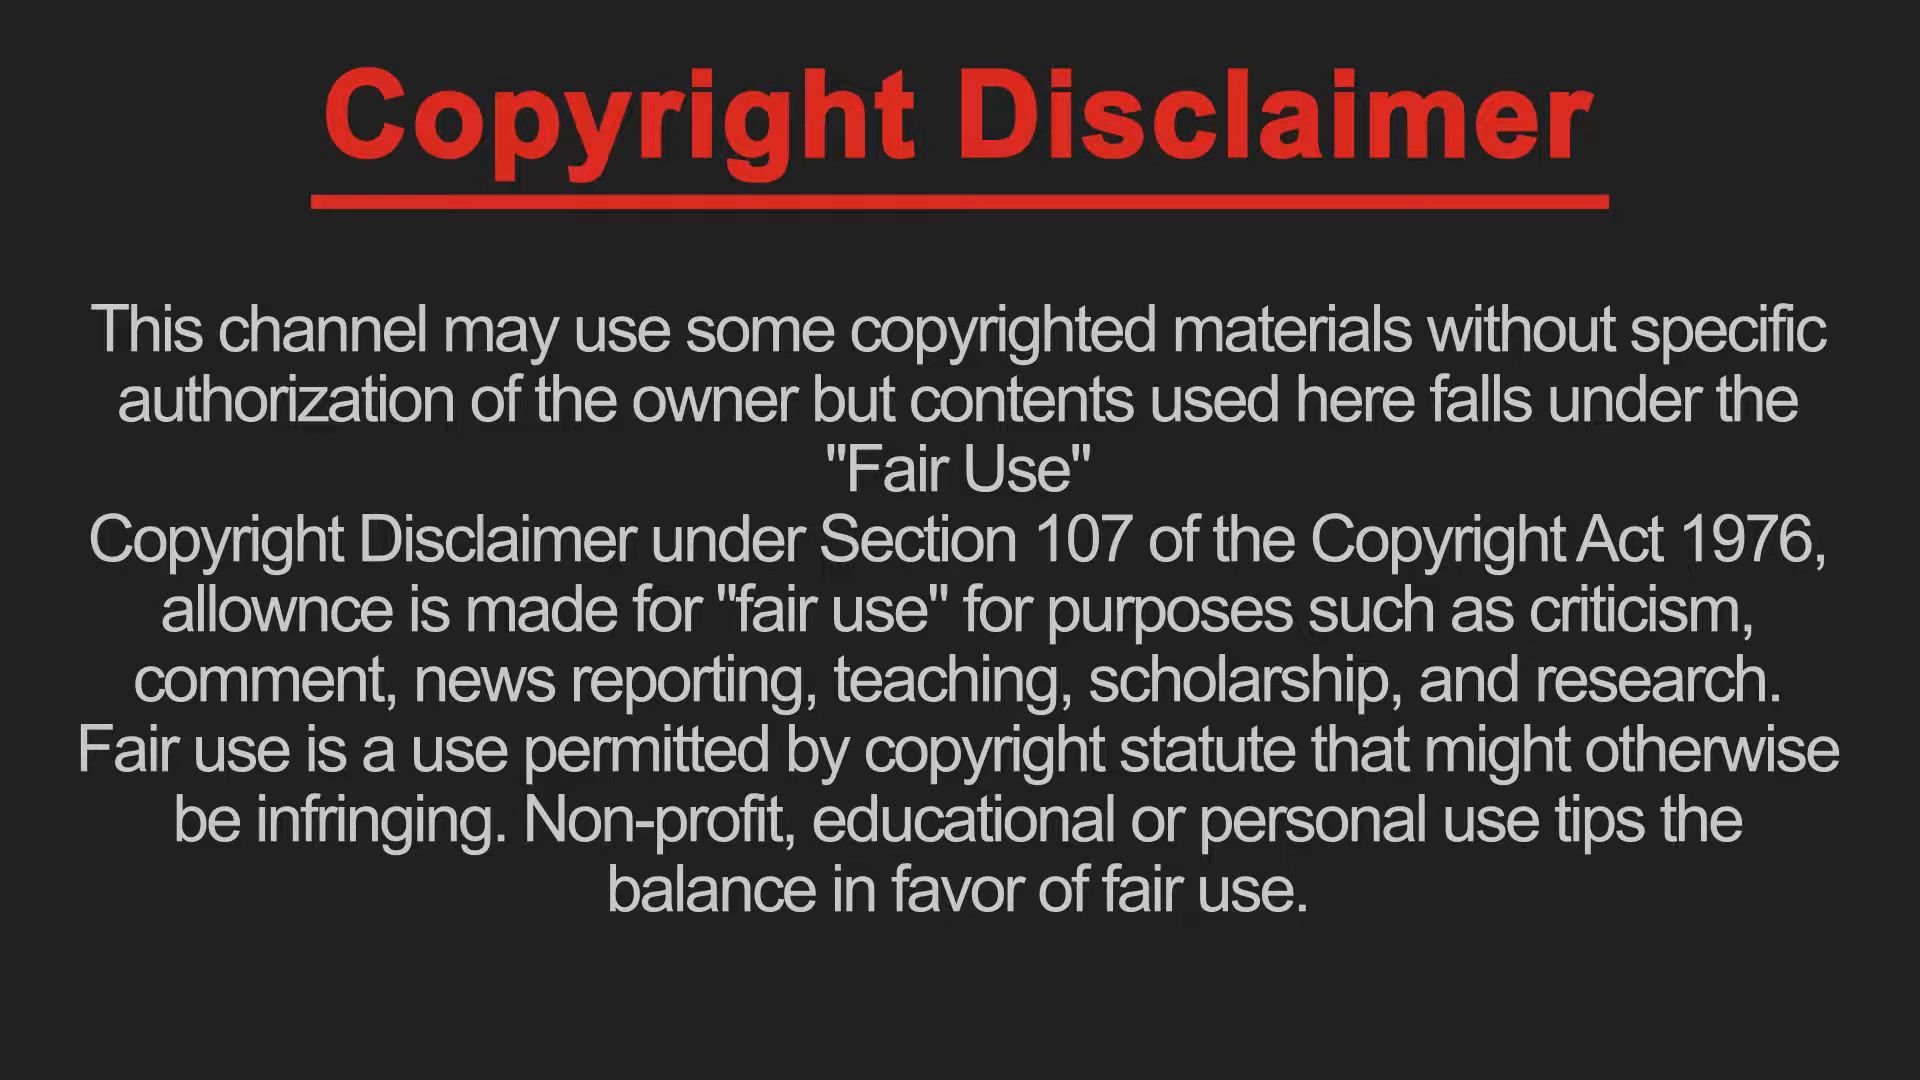 Copyright Disclaimer
This channel may use some copyrighted materials without specific
authorization of the owner but contents used here falls under the
"Fair Use"
Copyright Disclaimer under Section 107 of the Copyright Act 1976,
allownce is made for "fair use" for purposes such as criticism,
comment, news reporting, teaching, scholarship, and research.
Fair use is a use permitted by copyright statute that might otherwise
be infringing. Non-profit, educational or personal use tips the
balance in favor of fair use.